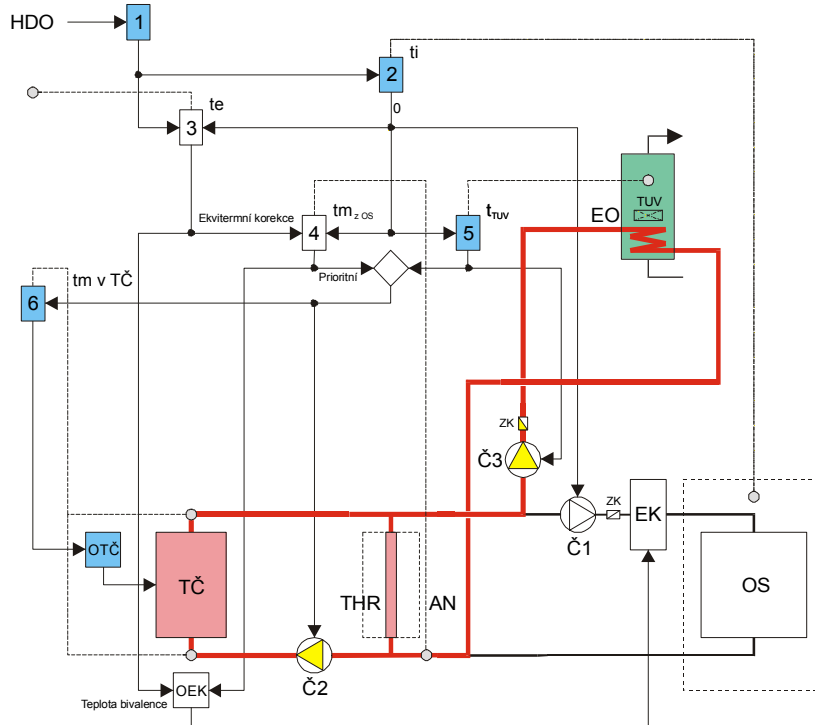 HDO
1
ti
2
0
te
3
TUV
EO
Ekvitermní korekce
tm z OS
4
tTUV
5
Prioritní
tm v TČ
6
ZK
Č3
ZK
EK
Č1
OTČ
TČ
THR
AN
OS
Č2
OEK
Teplota bivalence